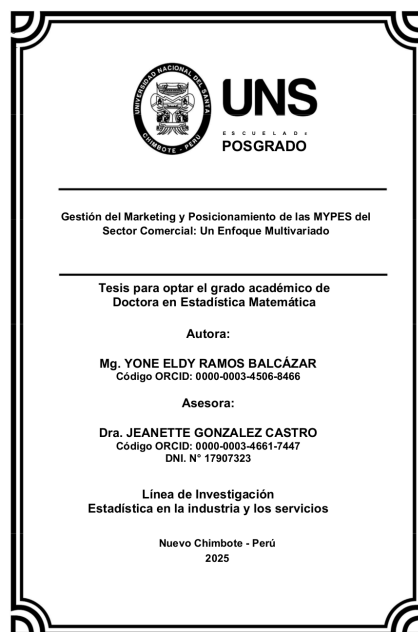 UNIVERSIDAD NACIONAL DEL SANTA
CHIMBOTE - PERÚ
UNS
ESCUELA DE
POSGRADO
Gestión del Marketing y Posicionamiento de las MYPES del
Sector Comercial: Un Enfoque Multivariado
Tesis para optar el grado académico de
Doctora en Estadística Matemática
Autora:
Mg. YONE ELDY RAMOS BALCÁZAR
Código ORCID: 0000-0003-4506-8466
Asesora:
Dra. JEANETTE GONZALEZ CASTRO
Código ORCID: 0000-0003-4661-7447
DNI. N° 17907323
Línea de Investigación
Estadística en la industria y los servicios
Nuevo Chimbote - Perú
2025